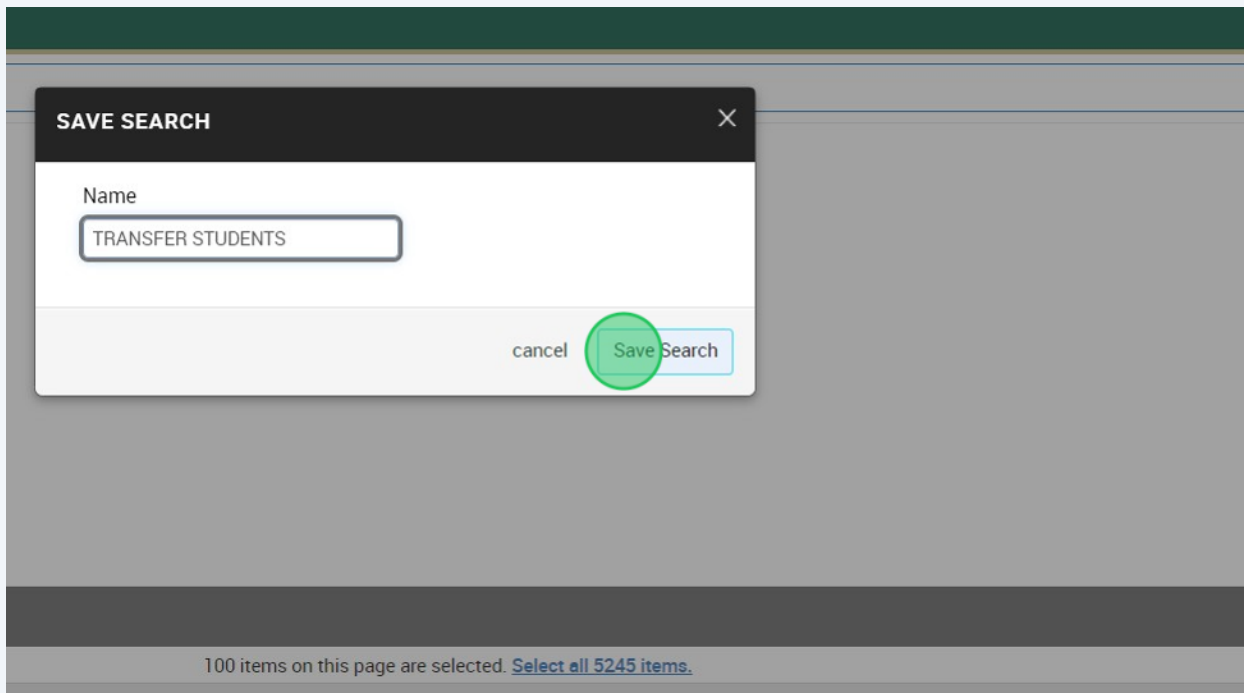 SAVE SEARCH
Name
TRANSFER STUDENTS
cancel Save Search
100 items on this page are selected. Select all 5245 items.